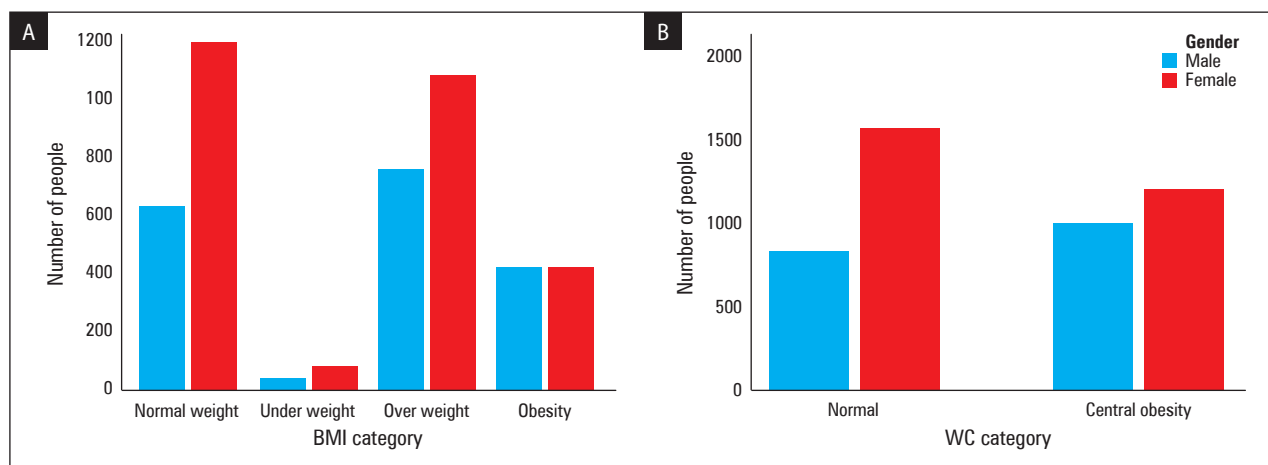 A
Number of people
1200
100
800
600
400
200
0
Normal weight
Under weight
Over weight
Obesity
BMI category
B
Number of people
2000
1500
1000
500
0
Normal
Central obesity
WC category
Gender
Male
Female